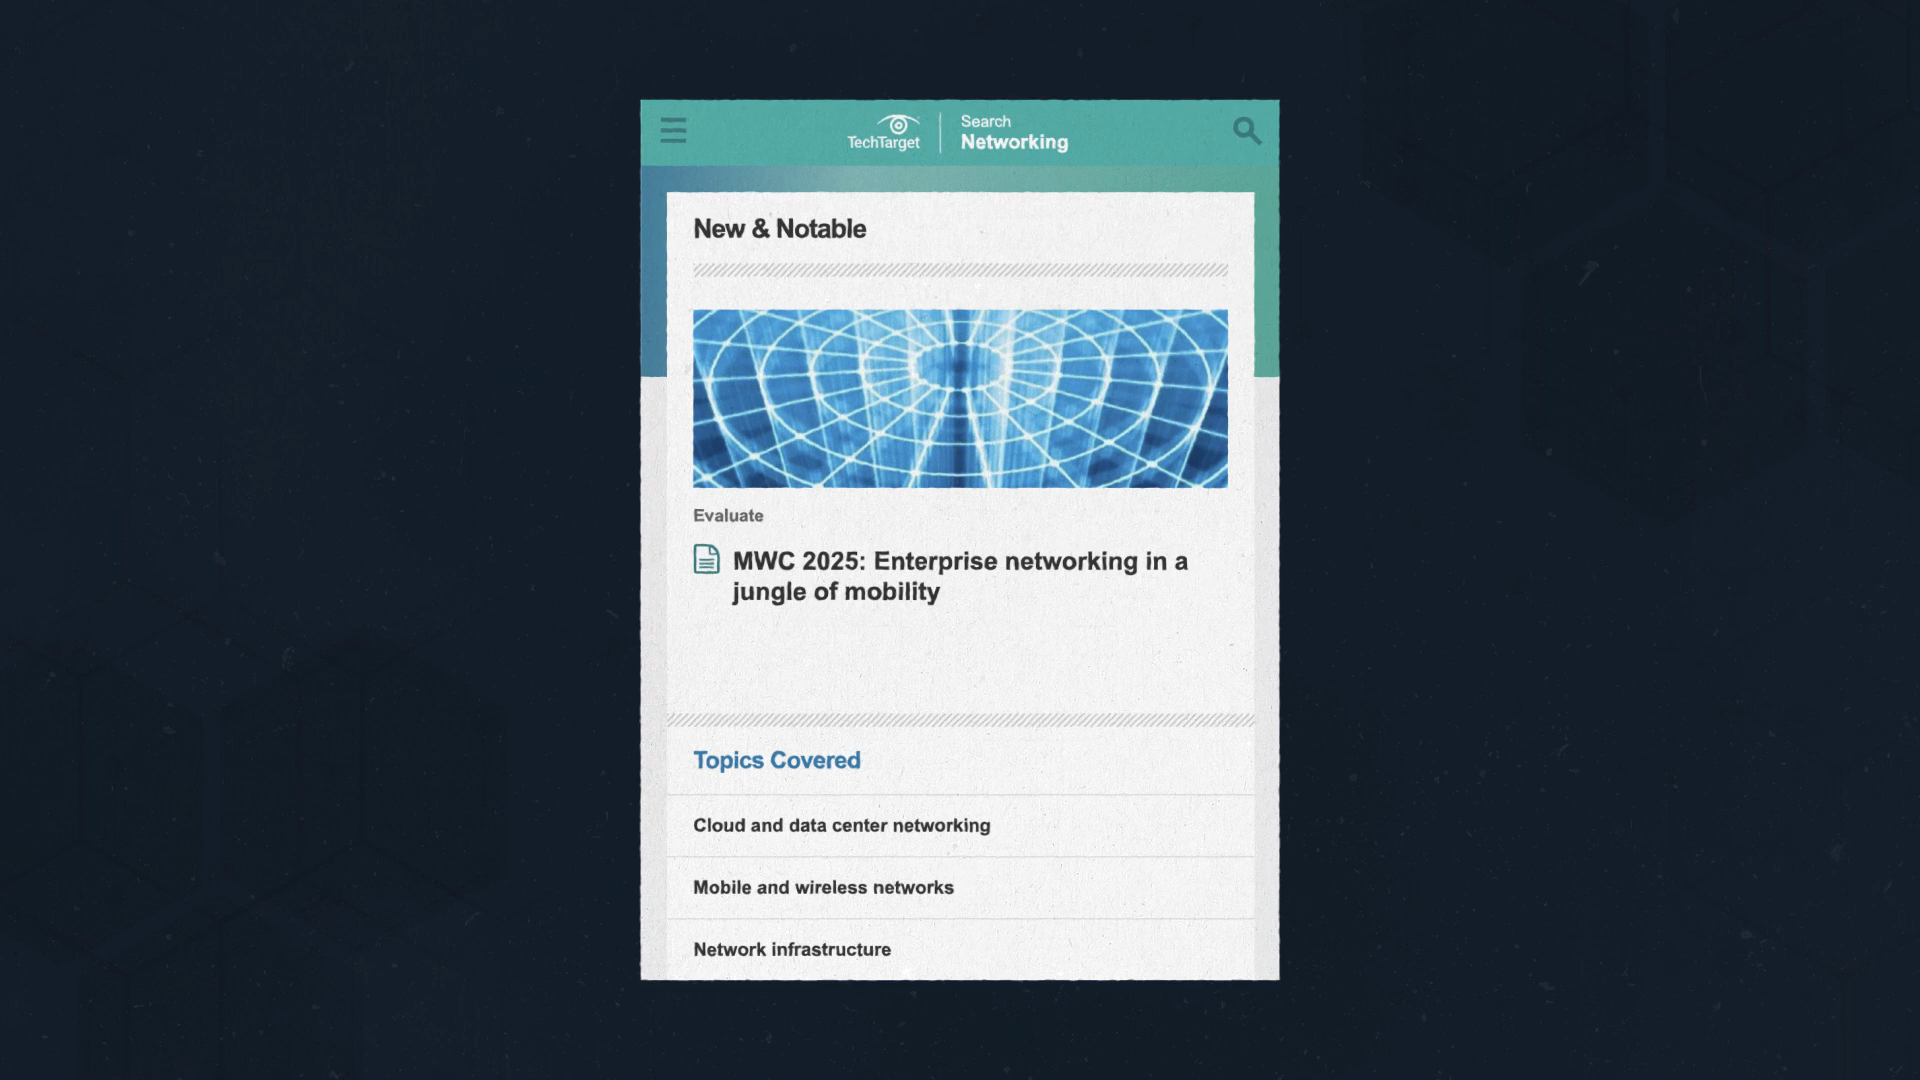 TechTarget
Search
Networking
New & Notable
Evaluate
MWC 2025: Enterprise networking in a
jungle of mobility
Topics Covered
Cloud and data center networking
Mobile and wireless networks
Network infrastructure